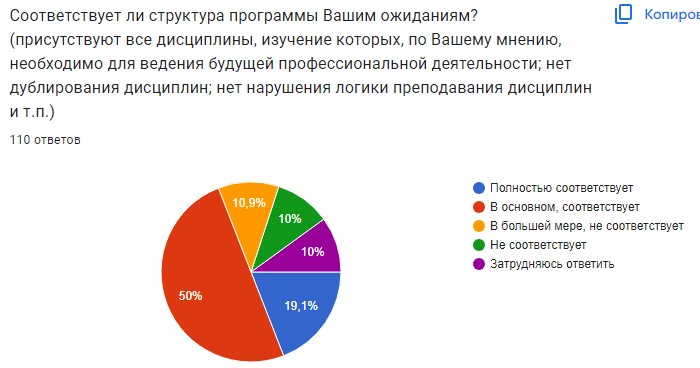 Соответствует ли структура программы Вашим ожиданиям?
(присутствуют все дисциплины, изучение которых, по Вашему мнению,
необходимо для ведения будущей профессиональной деятельности; нет
дублирования дисциплин; нет нарушения логики преподавания дисциплин
и т.п.)
Копиров
110 ответов
10,9%
10%
10%
50%
19,1%
Полностью соответствует
В основном, соответствует
В большей мере, не соответствует
Не соответствует
Затрудняюсь ответить